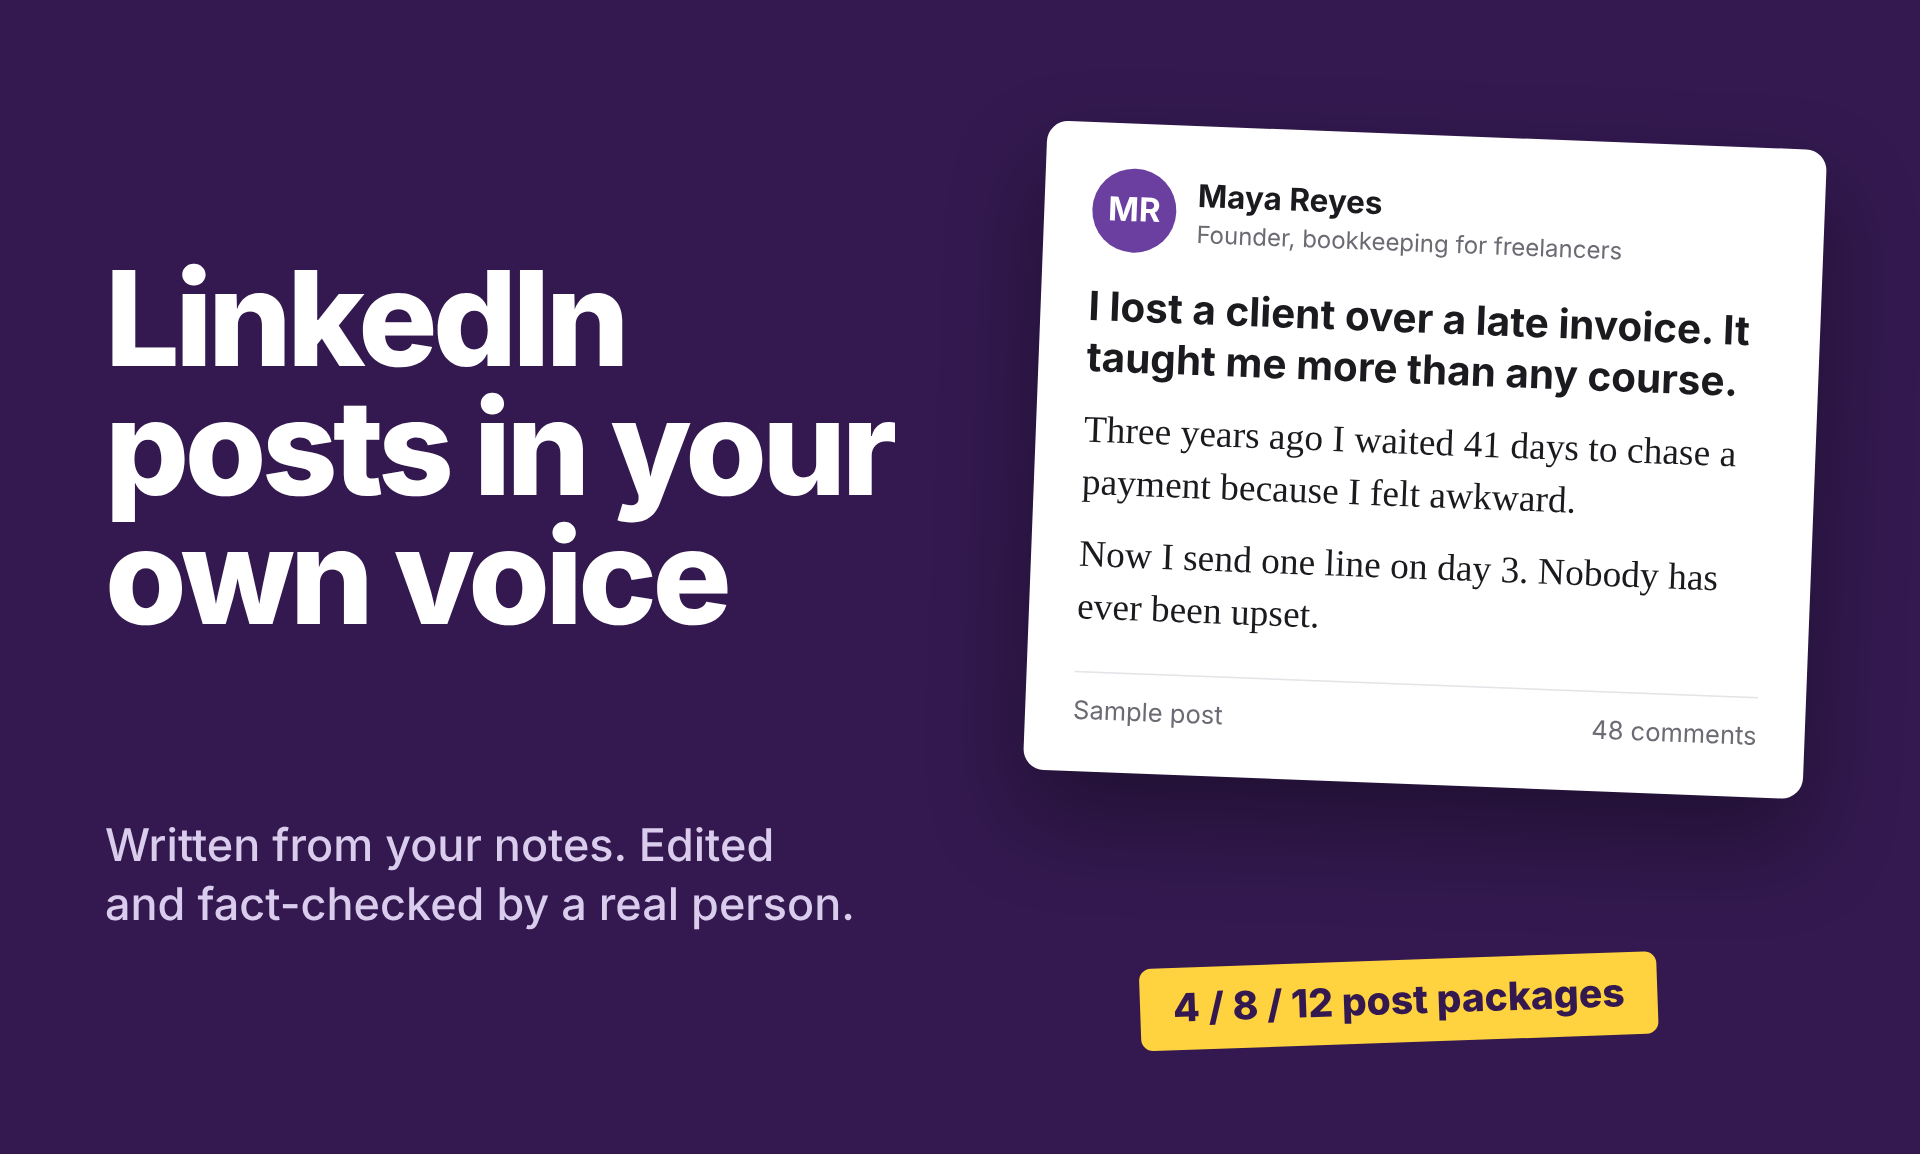 LinkedIn
posts in your
own voice
Written from your notes. Edited
and fact-checked by a real person.
MR
Maya Reyes
Founder, bookkeeping for freelancers
I lost a client over a late invoice. It
taught me more than any course.
Three years ago I waited 41 days to chase a
payment because I felt awkward.
Now I send one line on day 3. Nobody has
ever been upset.
Sample post
48 comments
4 / 8 / 12 post packages